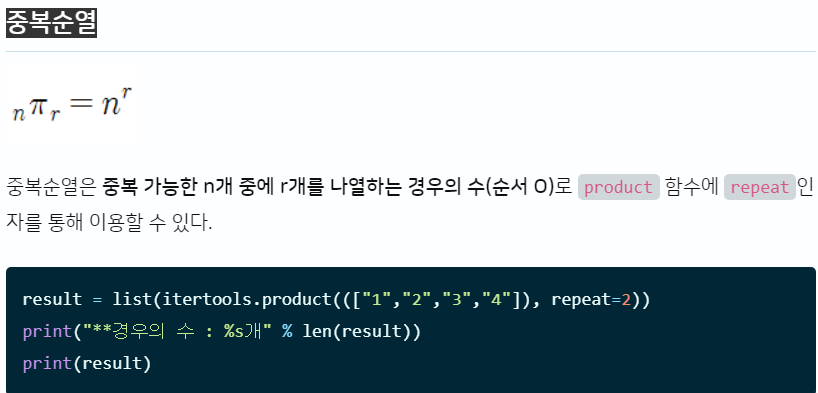 중복순열
nπr = n^r
중복순열은 중복 가능한 n개 중에 r개를 나열하는 경우의 수(순서 O)로 product 함수에 repeat인
자를 통해 이용할 수 있다.
result = list(itertools.product((["1","2","3","4"]), repeat=2))
print("**경우의 수 : %s개" % len(result))
print(result)